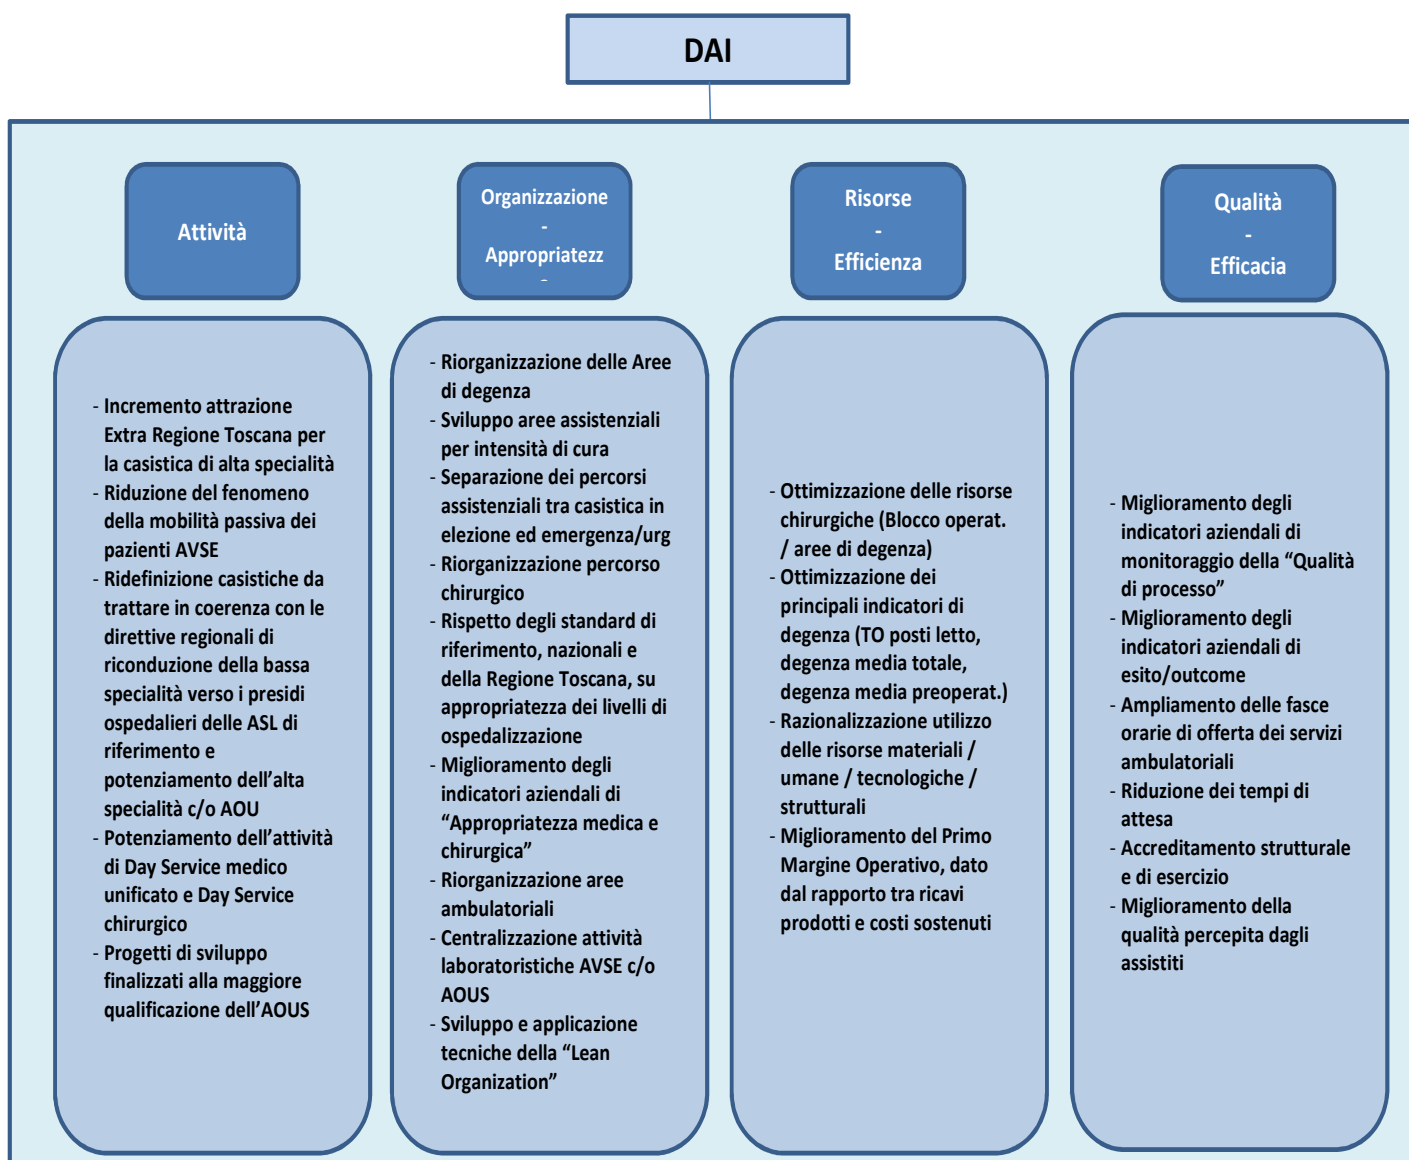 DAI
Attività
- Incremento attrazione
Extra Regione Toscana per
la casistica di alta specialità
- Riduzione del fenomeno
della mobilità passiva dei
pazienti AVSE
- Ridefinizione casistiche da
trattare in coerenza con le
direttive regionali di
riconduzione della bassa
specialità verso i presidi
ospedalieri delle ASL di
riferimento e
potenziamento dell’alta
specialità c/o AOU
- Potenziamento dell’attività
di Day Service medico
unificato e Day Service
chirurgico
- Progetti di sviluppo
finalizzati alla maggiore
qualificazione dell’AOUS
Organizzazione
-
Appropriatezz
- Riorganizzazione delle Aree
di degenza
- Sviluppo aree assistenziali
per intensità di cura
- Separazione dei percorsi
assistenziali tra casistica in
elezione ed emergenza/urg
- Riorganizzazione percorso
chirurgico
- Rispetto degli standard di
riferimento, nazionali e
della Regione Toscana, su
appropriatezza dei livelli di
ospedalizzazione
- Miglioramento degli
indicatori aziendali di
“Appropriatezza medica e
chirurgica”
- Riorganizzazione aree
ambulatoriali
- Centralizzazione attività
laboratoristiche AVSE c/o
AOUS
- Sviluppo e applicazione
tecniche della “Lean
Organization”
Risorse
-
Efficienza
- Ottimizzazione delle risorse
chirurgiche (Blocco operat.
/ aree di degenza)
- Ottimizzazione dei
principali indicatori di
degenza (TO posti letto,
degenza media totale,
degenza media preoperat.)
- Razionalizzazione utilizzo
delle risorse materiali /
umane / tecnologiche /
strutturali
- Miglioramento del Primo
Margine Operativo, dato
dal rapporto tra ricavi
prodotti e costi sostenuti
Qualità
-
Efficacia
- Miglioramento degli
indicatori aziendali di
monitoraggio della “Qualità
di processo”
- Miglioramento degli
indicatori aziendali di
esito/outcome
- Ampliamento delle fasce
orarie di offerta dei servizi
ambulatoriali
- Riduzione dei tempi di
attesa
- Accreditamento strutturale
e di esercizio
- Miglioramento della
qualità percepita dagli
assistiti